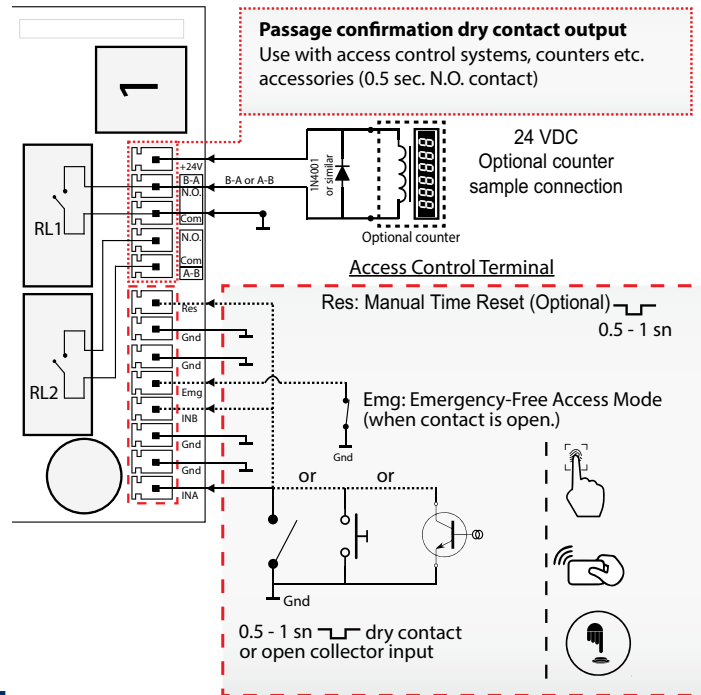 Passage confirmation dry contact output
Use with access control systems, counters etc.
accessories (0.5 sec. N.O. contact)
1
+24V
B-A
N.O.
Com
N.O.
Com
A-B
RL1
RL2
B-A or A-B
1N4001
or similar
888888
Optional counter
24 VDC
Optional counter
sample connection
Access Control Terminal
Res
Gnd
Gnd
Emg
INB
Gnd
Gnd
INA
Res: Manual Time Reset (Optional)
0.5 - 1 sn
Emg: Emergency-Free Access Mode
(when contact is open.)
Gnd
or
or
Gnd
0.5 - 1 sn dry contact
or open collector input